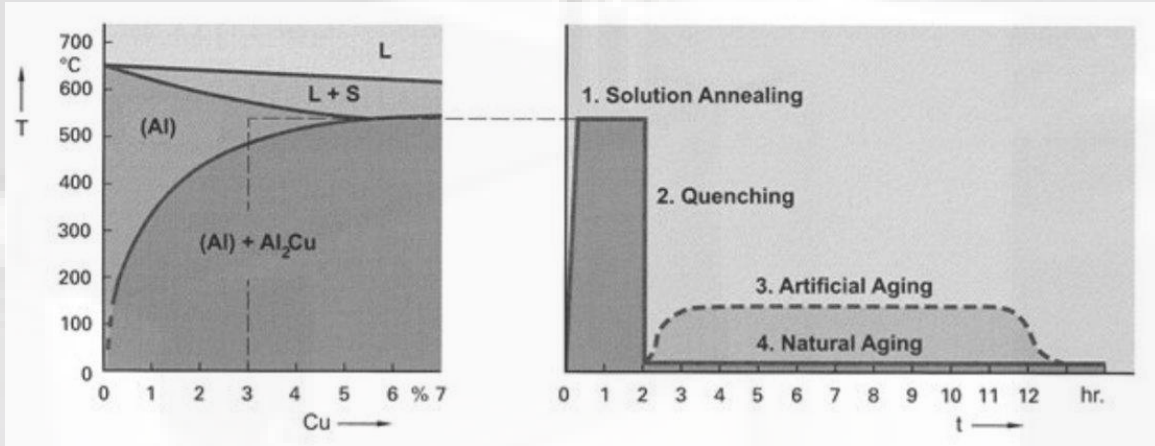 700
°C
600
T
500
400
300
200
100
0
L
L + S
(Al)
(Al) + Al₂Cu
0 1 2 3 4 5 6 % 7
Cu
1. Solution Annealing
2. Quenching
3. Artificial Aging
4. Natural Aging
0 1 2 3 4 5 6 7 8 9 10 11 12 hr.
t